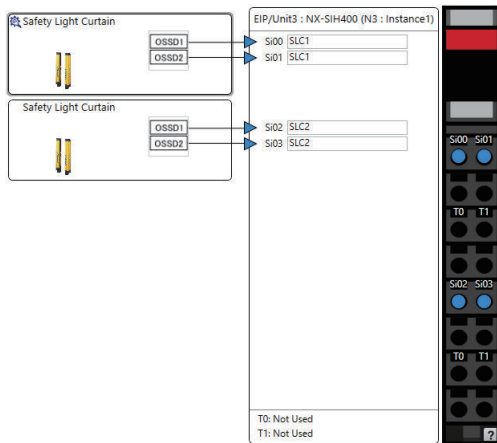 Safety Light Curtain
OSSD1
OSSD2
Safety Light Curtain
OSSD1
OSSD2
EIP/Unit3 : NX-SIH400 (N3 : Instance1)
Si00 SLC1
Si01 SLC1
Si02 SLC2
Si03 SLC2
T0: Not Used
T1: Not Used
Si00 Si01
T0 T1
Si02 Si03
T0 T1
?